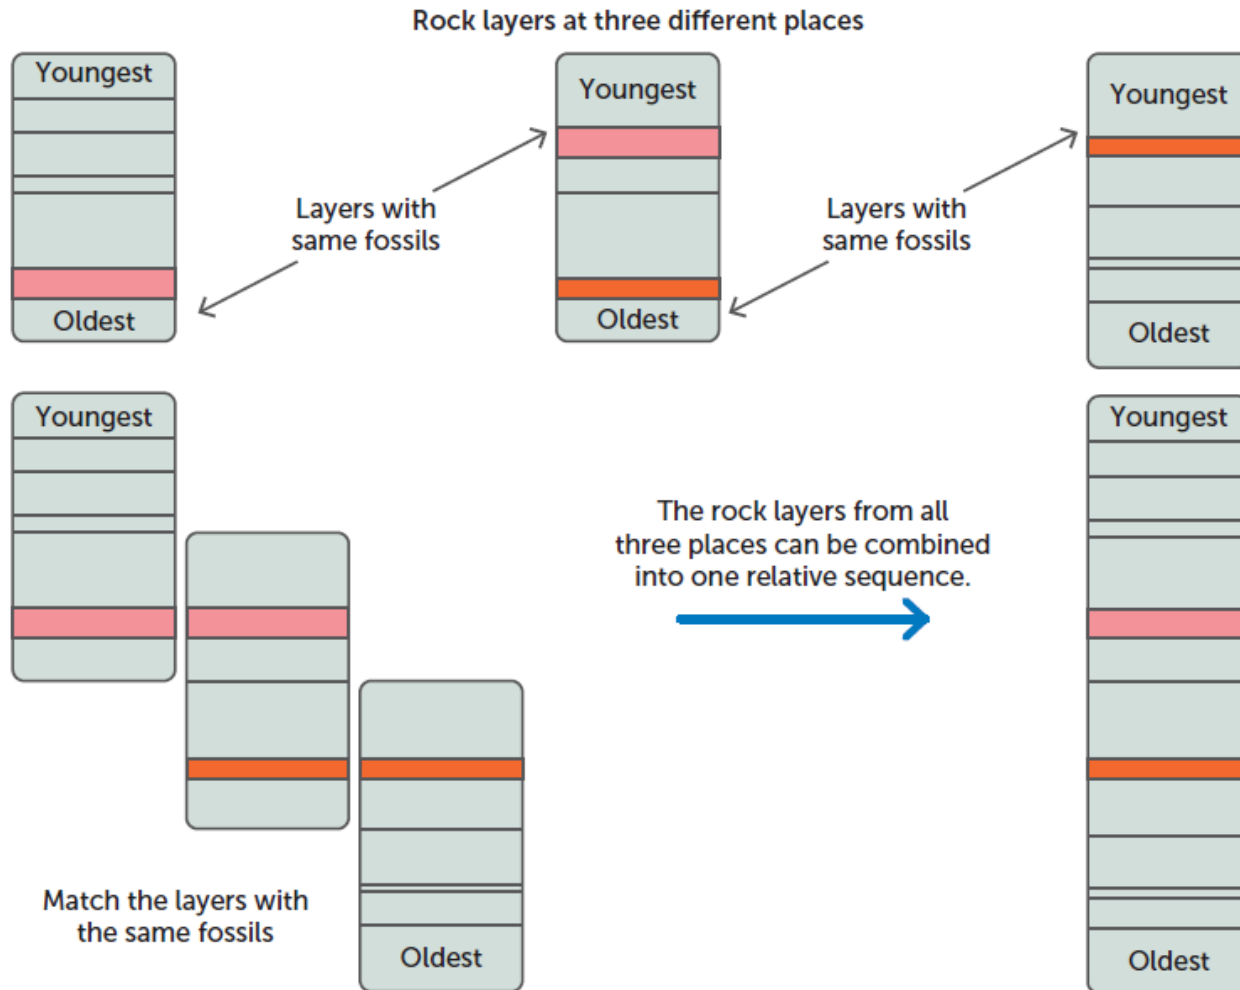 Rock layers at three different places
Youngest
Youngest
Youngest
Layers with
same fossils
Layers with
same fossils
Oldest
Oldest
Oldest
Youngest
Youngest
The rock layers from all
three places can be combined
into one relative sequence.
Match the layers with
the same fossils
Oldest
Oldest